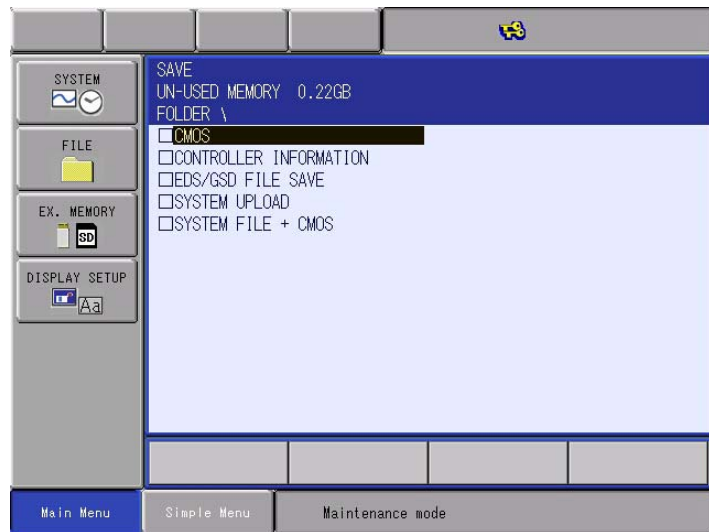 SYSTEM
FILE
EX. MEMORY
SD
DISPLAY SETUP
Aa
SAVE
UN-USED MEMORY 0.22GB
FOLDER \
CMOS
CONTROLLER INFORMATION
EDS/GSD FILE SAVE
SYSTEM UPLOAD
SYSTEM FILE + CMOS
Main Menu
Simple Menu
Maintenance mode